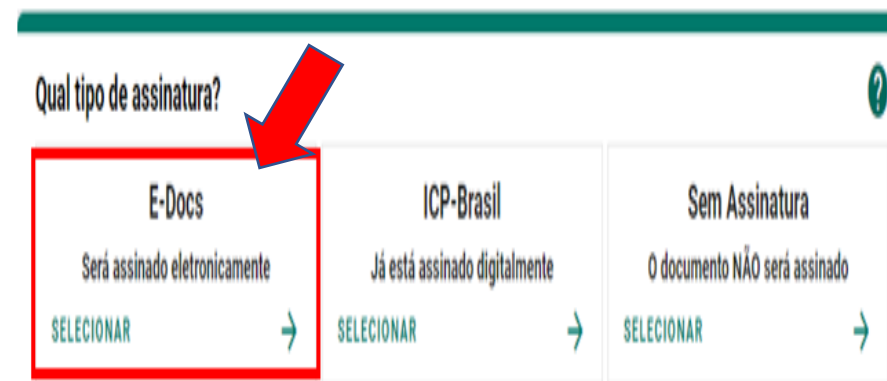 Qual tipo de assinatura?
?
E-Docs
Será assinado eletronicamente
SELECIONAR
ICP-Brasil
Já está assinado digitalmente
SELECIONAR
Sem Assinatura
O documento NÃO será assinado
SELECIONAR